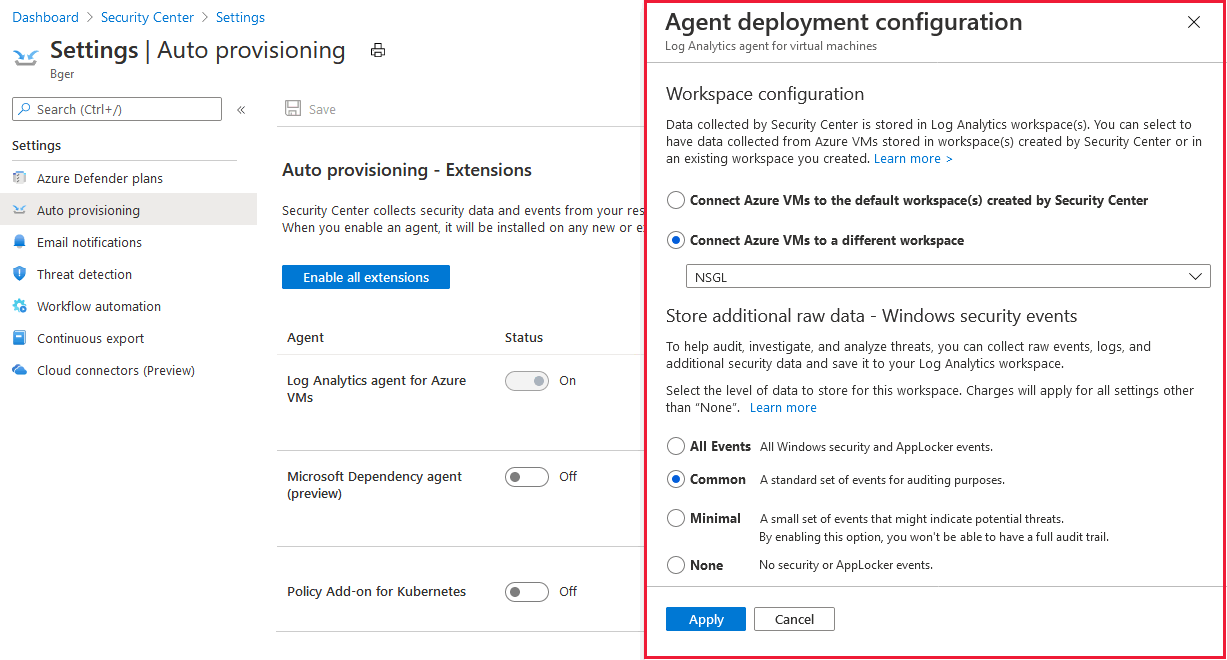 Dashboard > Security Center > Settings
Settings | Auto provisioning
Bger
Search (Ctrl+/)
«
Settings
Azure Defender plans
Auto provisioning
Email notifications
Threat detection
Workflow automation
Continuous export
Cloud connectors (Preview)
Save
Auto provisioning - Extensions
Security Center collects security data and events from your res
When you enable an agent, it will be installed on any new or e
Enable all extensions
Agent Status
Log Analytics agent for Azure
VMs
On
Microsoft Dependency agent
(preview)
Off
Policy Add-on for Kubernetes
Off
Agent deployment configuration
Log Analytics agent for virtual machines
Workspace configuration
Data collected by Security Center is stored in Log Analytics workspace(s). You can select to
have data collected from Azure VMs stored in workspace(s) created by Security Center or in
an existing workspace you created. Learn more >
Connect Azure VMs to the default workspace(s) created by Security Center
Connect Azure VMs to a different workspace
NSGL
Store additional raw data - Windows security events
To help audit, investigate, and analyze threats, you can collect raw events, logs, and
additional security data and save it to your Log Analytics workspace.
Select the level of data to store for this workspace. Charges will apply for all settings other
than “None”. Learn more
All Events All Windows security and AppLocker events.
Common A standard set of events for auditing purposes.
Minimal A small set of events that might indicate potential threats.
By enabling this option, you won't be able to have a full audit trail.
None No security or AppLocker events.
Apply Cancel